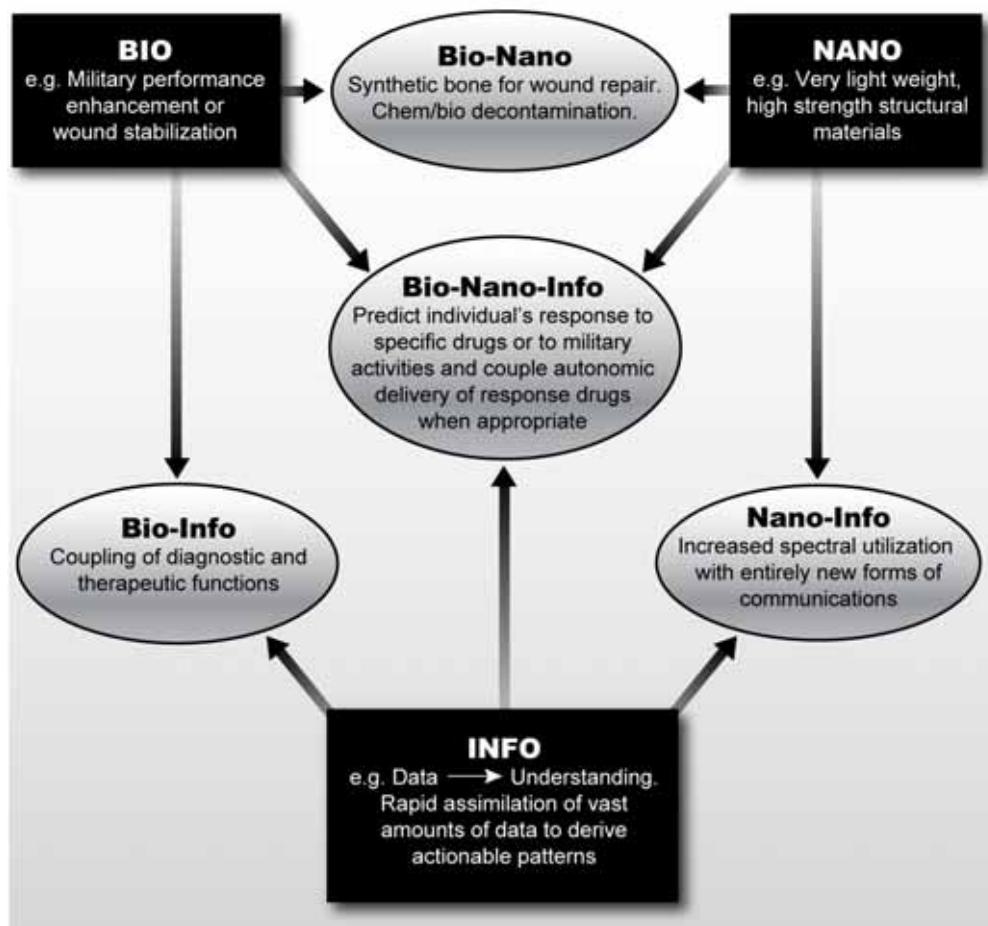 BIO
e.g. Military performance
enhancement or
wound stabilization
Bio-Nano
Synthetic bone for wound repair.
Chem/bio decontamination.
NANO
e.g. Very light weight,
high strength structural
materials
Bio-Nano-Info
Predict individual's response to
specific drugs or to military
activities and couple autonomic
delivery of response drugs
when appropriate
Bio-Info
Coupling of diagnostic and
therapeutic functions
Nano-Info
Increased spectral utilization
with entirely new forms of
communications
INFO
e.g. Data → Understanding.
Rapid assimilation of vast
amounts of data to derive
actionable patterns